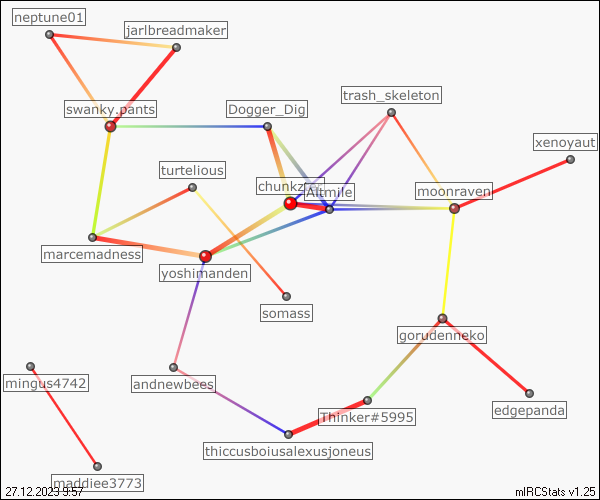 neptune01
jarlbreadmaker
trash_skeleton
swanky.pants
Dogger_Dig
xenoyaut
turtelious
Altmile
moonraven
marcemadness
yoshimanden
somass
gorudenneko
mingus4742
andnewbees
edgepanda
Thinker#5995
thiccusboiusalexusjoneus
maddiee3773
27.12.2023 9:57
mIRCStats v1.25